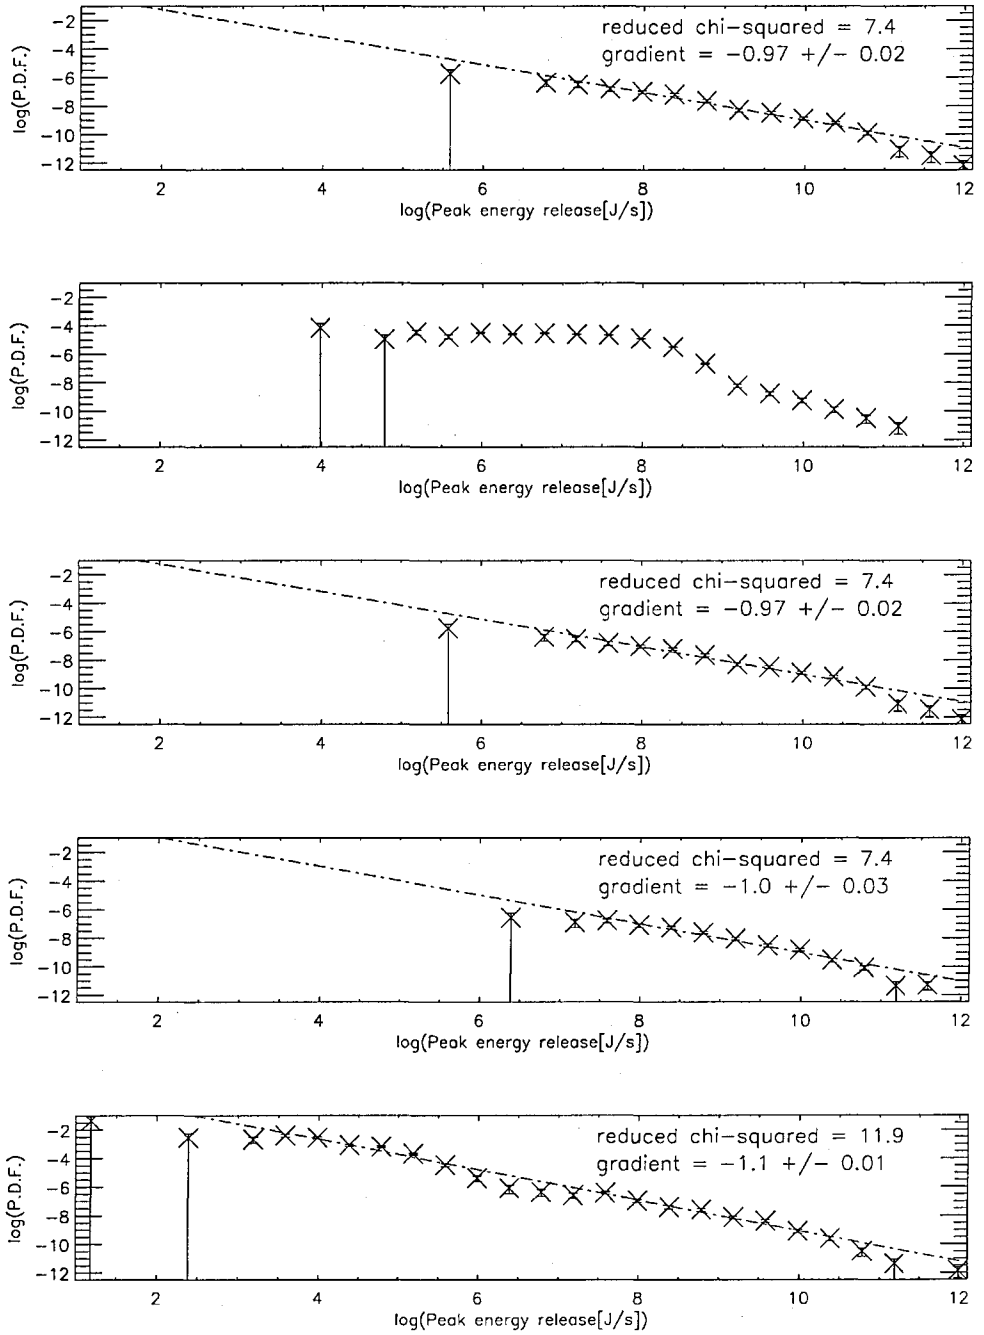 reduced chi-squared = 7.4
gradient = -0.97 +/- 0.02
log(P.D.F.)
-2
-4
-6
-8
-10
-12
2 4 6 8 10 12
log(Peak energy release[J/s])
log(P.D.F.)
-2
-4
-6
-8
-10
-12
2 4 6 8 10 12
log(Peak energy release[J/s])
reduced chi-squared = 7.4
gradient = -0.97 +/- 0.02
log(P.D.F.)
-2
-4
-6
-8
-10
-12
2 4 6 8 10 12
log(Peak energy release[J/s])
reduced chi-squared = 7.4
gradient = -1.0 +/- 0.03
log(P.D.F.)
-2
-4
-6
-8
-10
-12
2 4 6 8 10 12
log(Peak energy release[J/s])
reduced chi-squared = 11.9
gradient = -1.1 +/- 0.01
log(P.D.F.)
-2
-4
-6
-8
-10
-12
2 4 6 8 10 12
log(Peak energy release[J/s])